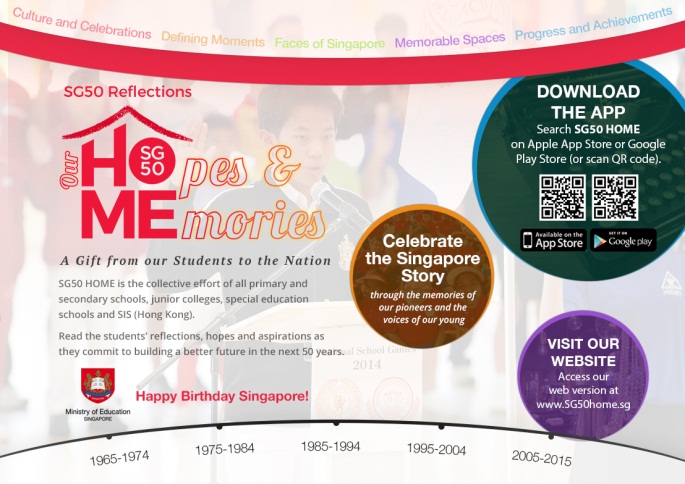 Culture and Celebrations Defining Moments Faces of Singapore Memorable Spaces Progress and Achievements
SG50 Reflections
Our HOpes &
SG
50
MEmories
A Gift from our Students to the Nation
SG50 HOME is the collective effort of all primary and
secondary schools, junior colleges, special education
schools and SIS (Hong Kong).
Read the students' reflections, hopes and aspirations as
they commit to building a better future in the next 50 years.
Ministry of Education
SINGAPORE
Happy Birthday Singapore!
Celebrate
the Singapore
Story
through the memories of
our pioneers and the
voices of our young
DOWNLOAD
THE APP
Search SG50 HOME
on Apple App Store or Google
Play Store (or scan QR code).
Available on the
App Store
GET IT ON
Google play
VISIT OUR
WEBSITE
Access our
web version at
www.SG50home.sg
School Games
2014
1965-1974
1975-1984
1985-1994
1995-2004
2005-2015